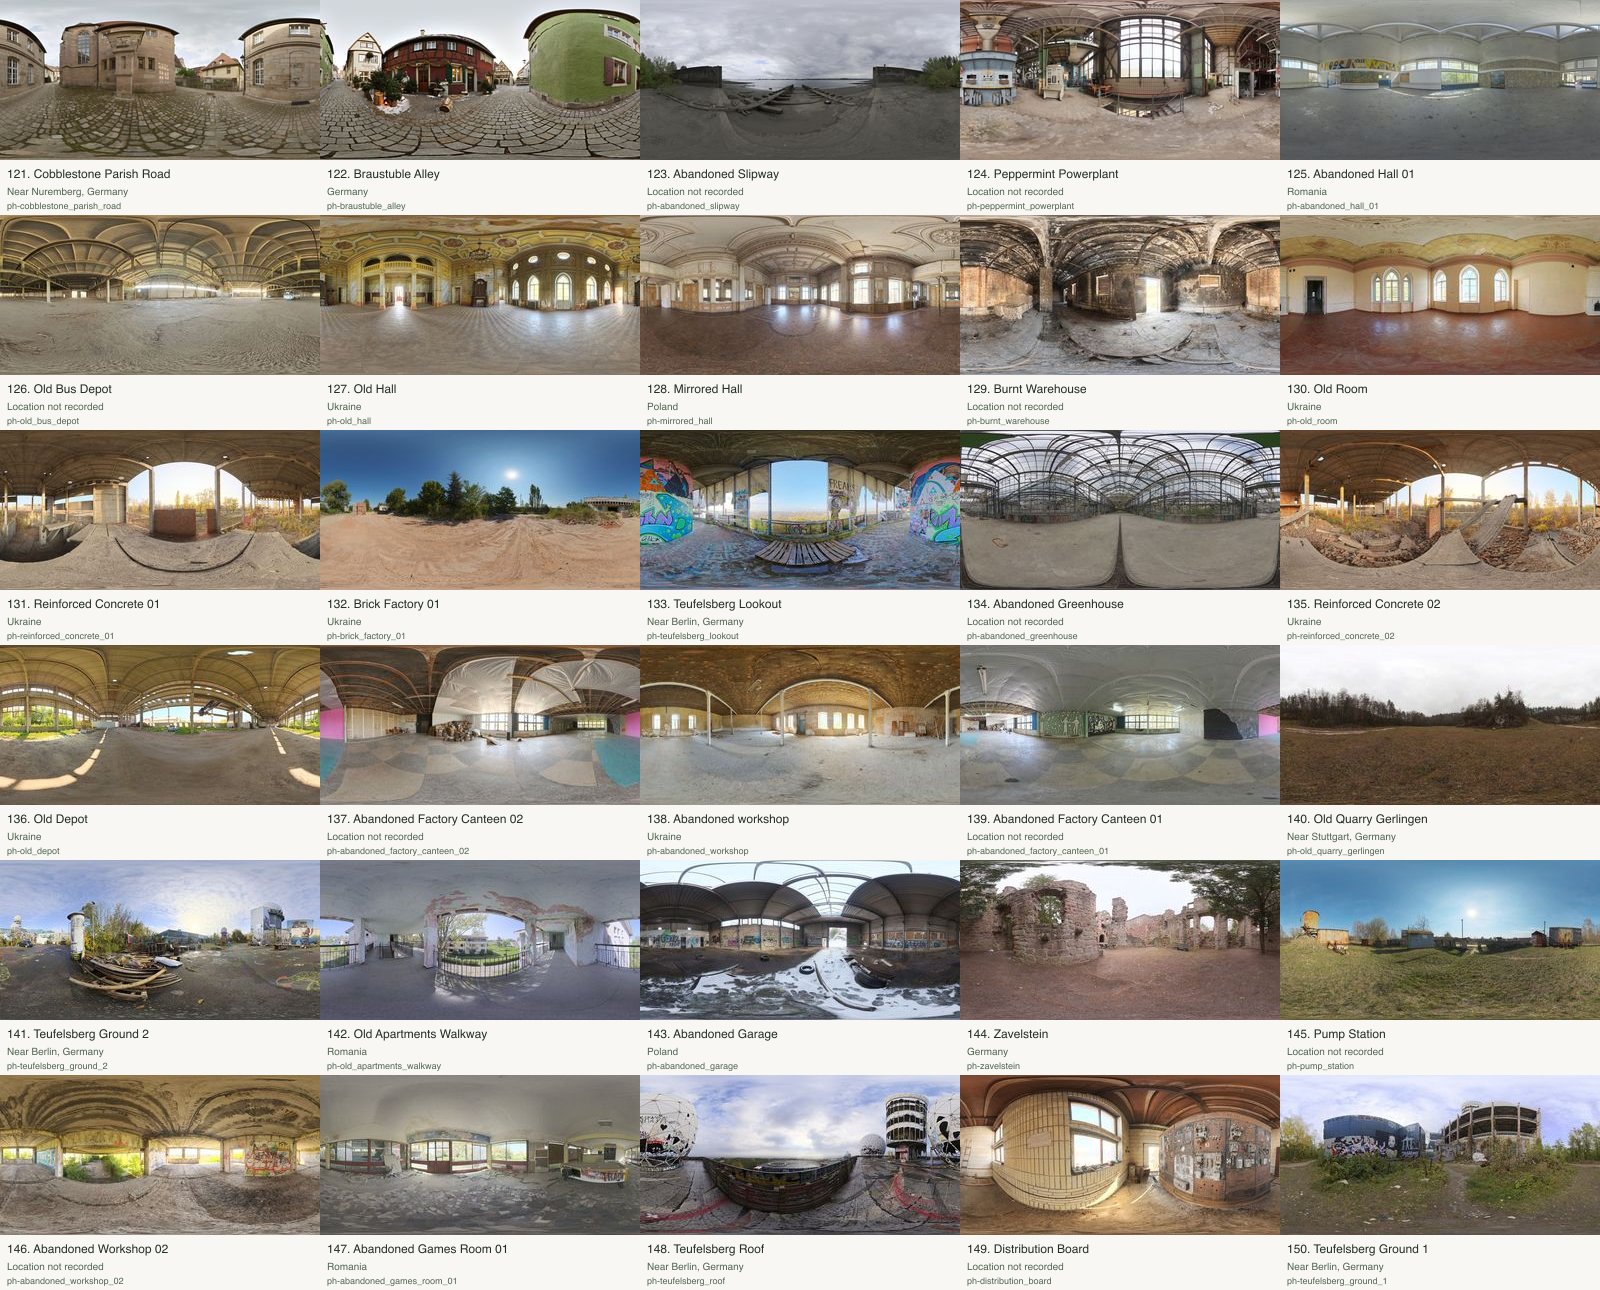 121. Cobblestone Parish Road
Near Nuremberg, Germany
ph-cobblestone_parish_road
122. Braustuble Alley
Germany
ph-braustuble_alley
123. Abandoned Slipway
Location not recorded
ph-abandoned_slipway
124. Peppermint Powerplant
Location not recorded
ph-peppermint_powerplant
125. Abandoned Hall 01
Romania
ph-abandoned_hall_01
126. Old Bus Depot
Location not recorded
ph-old_bus_depot
127. Old Hall
Ukraine
ph-old_hall
128. Mirrored Hall
Poland
ph-mirrored_hall
129. Burnt Warehouse
Location not recorded
ph-burnt_warehouse
130. Old Room
Ukraine
ph-old_room
FREAKS
131. Reinforced Concrete 01
Ukraine
ph-reinforced_concrete_01
132. Brick Factory 01
Ukraine
ph-brick_factory_01
133. Teufelsberg Lookout
Near Berlin, Germany
ph-teufelsberg_lookout
134. Abandoned Greenhouse
Location not recorded
ph-abandoned_greenhouse
135. Reinforced Concrete 02
Ukraine
ph-reinforced_concrete_02
136. Old Depot
Ukraine
ph-old_depot
137. Abandoned Factory Canteen 02
Location not recorded
ph-abandoned_factory_canteen_02
138. Abandoned workshop
Ukraine
ph-abandoned_workshop
139. Abandoned Factory Canteen 01
Location not recorded
ph-abandoned_factory_canteen_01
140. Old Quarry Gerlingen
Near Stuttgart, Germany
ph-old_quarry_gerlingen
141. Teufelsberg Ground 2
Near Berlin, Germany
ph-teufelsberg_ground_2
142. Old Apartments Walkway
Romania
ph-old_apartments_walkway
143. Abandoned Garage
Poland
ph-abandoned_garage
144. Zavelstein
Germany
ph-zavelstein
145. Pump Station
Location not recorded
ph-pump_station
146. Abandoned Workshop 02
Location not recorded
ph-abandoned_workshop_02
147. Abandoned Games Room 01
Romania
ph-abandoned_games_room_01
148. Teufelsberg Roof
Near Berlin, Germany
ph-teufelsberg_roof
149. Distribution Board
Location not recorded
ph-distribution_board
150. Teufelsberg Ground 1
Near Berlin, Germany
ph-teufelsberg_ground_1